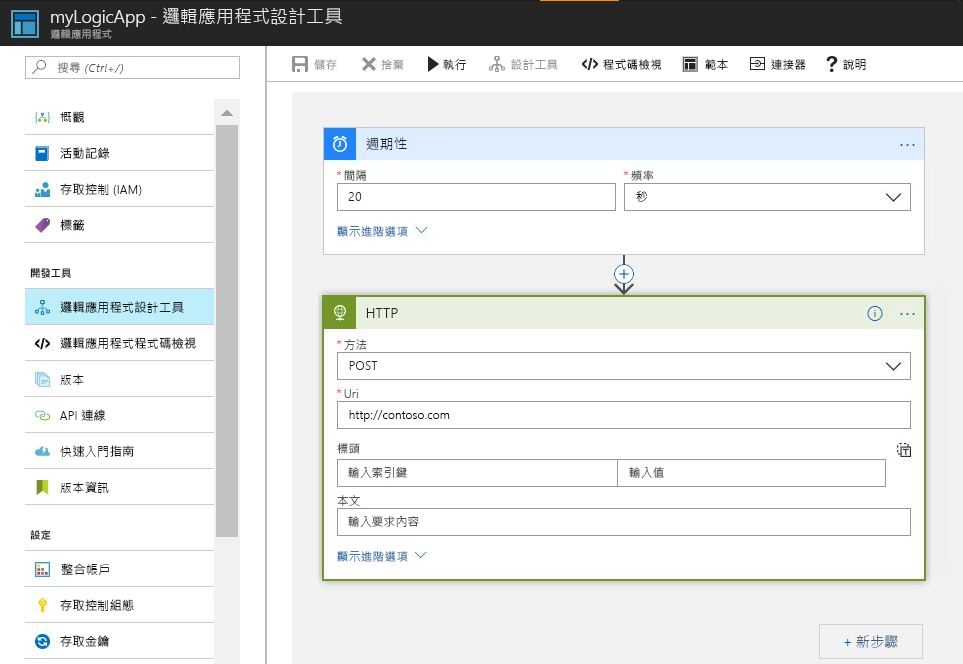 myLogicApp - 邏輯應用程式設計工具
邏輯應用程式
搜尋 (Ctrl+/)
概觀
活動記錄
存取控制 (IAM)
標籤
開發工具
邏輯應用程式設計工具
邏輯應用程式程式碼檢視
版本
API 連線
快速入門指南
版本資訊
設定
整合帳戶
存取控制組態
存取金鑰
儲存 捨棄 執行 設計工具 程式碼檢視 範本 連接器 說明
週期性
* 間隔 * 頻率
20 秒
顯示進階選項
HTTP
* 方法
POST
* Uri
http://contoso.com
標頭
輸入索引鍵 輸入值
本文
輸入要求內容
顯示進階選項
+ 新步驟